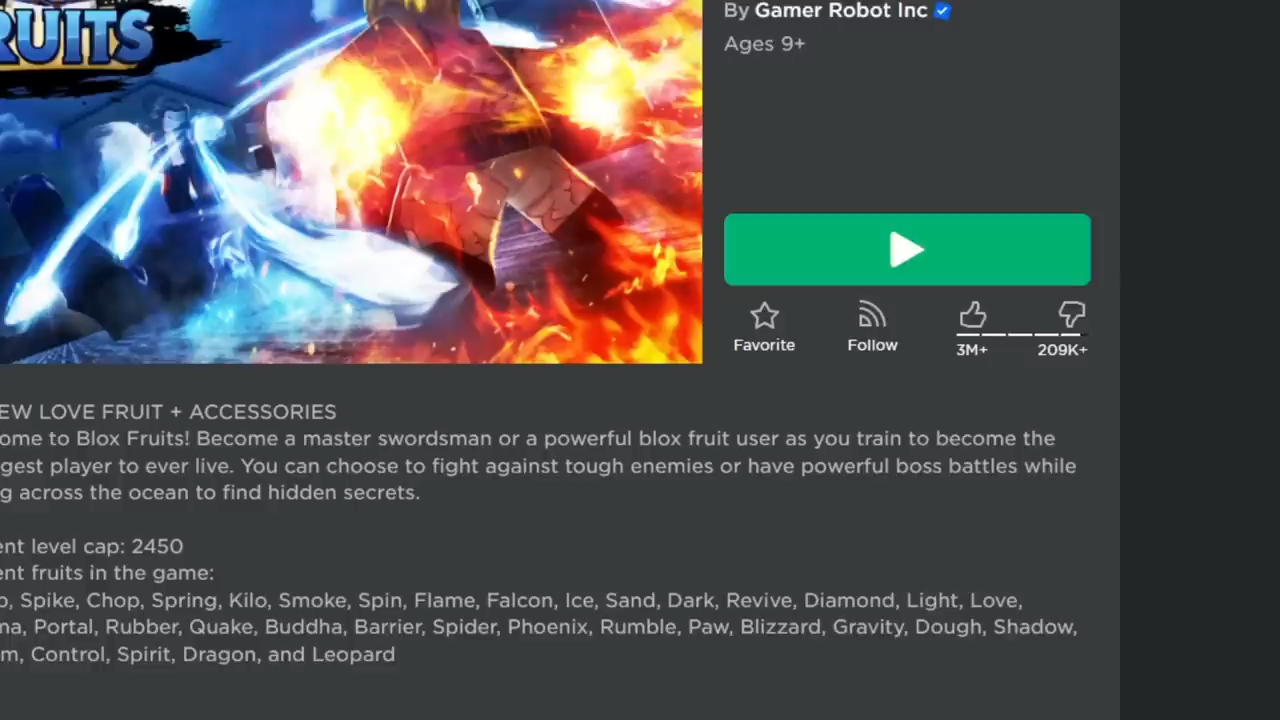 RUITS
By Gamer Robot Inc
Ages 9+
Favorite
Follow
3M+
209K+
EW LOVE FRUIT + ACCESSORIES
ome to Blox Fruits! Become a master swordsman or a powerful blox fruit user as you train to become the
gest player to ever live. You can choose to fight against tough enemies or have powerful boss battles while
g across the ocean to find hidden secrets.
ent level cap: 2450
ent fruits in the game:
o, Spike, Chop, Spring, Kilo, Smoke, Spin, Flame, Falcon, Ice, Sand, Dark, Revive, Diamond, Light, Love,
ma, Portal, Rubber, Quake, Buddha, Barrier, Spider, Phoenix, Rumble, Paw, Blizzard, Gravity, Dough, Shadow,
m, Control, Spirit, Dragon, and Leopard